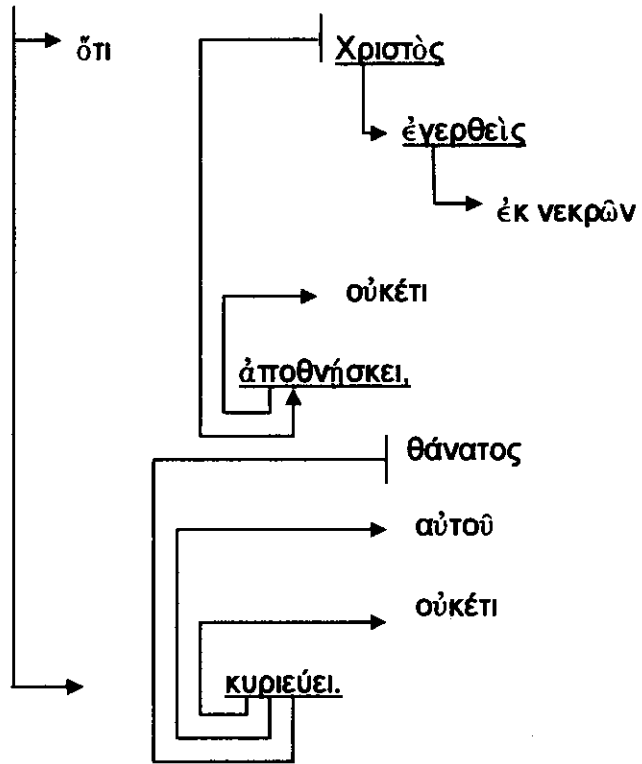 ὅτι Χριστὸς
ἐγερθεὶς
ἐκ νεκρῶν
οὐκέτι
ἀποθνῄσκει,
θάνατος
αὐτοῦ
οὐκέτι
κυριεύει.